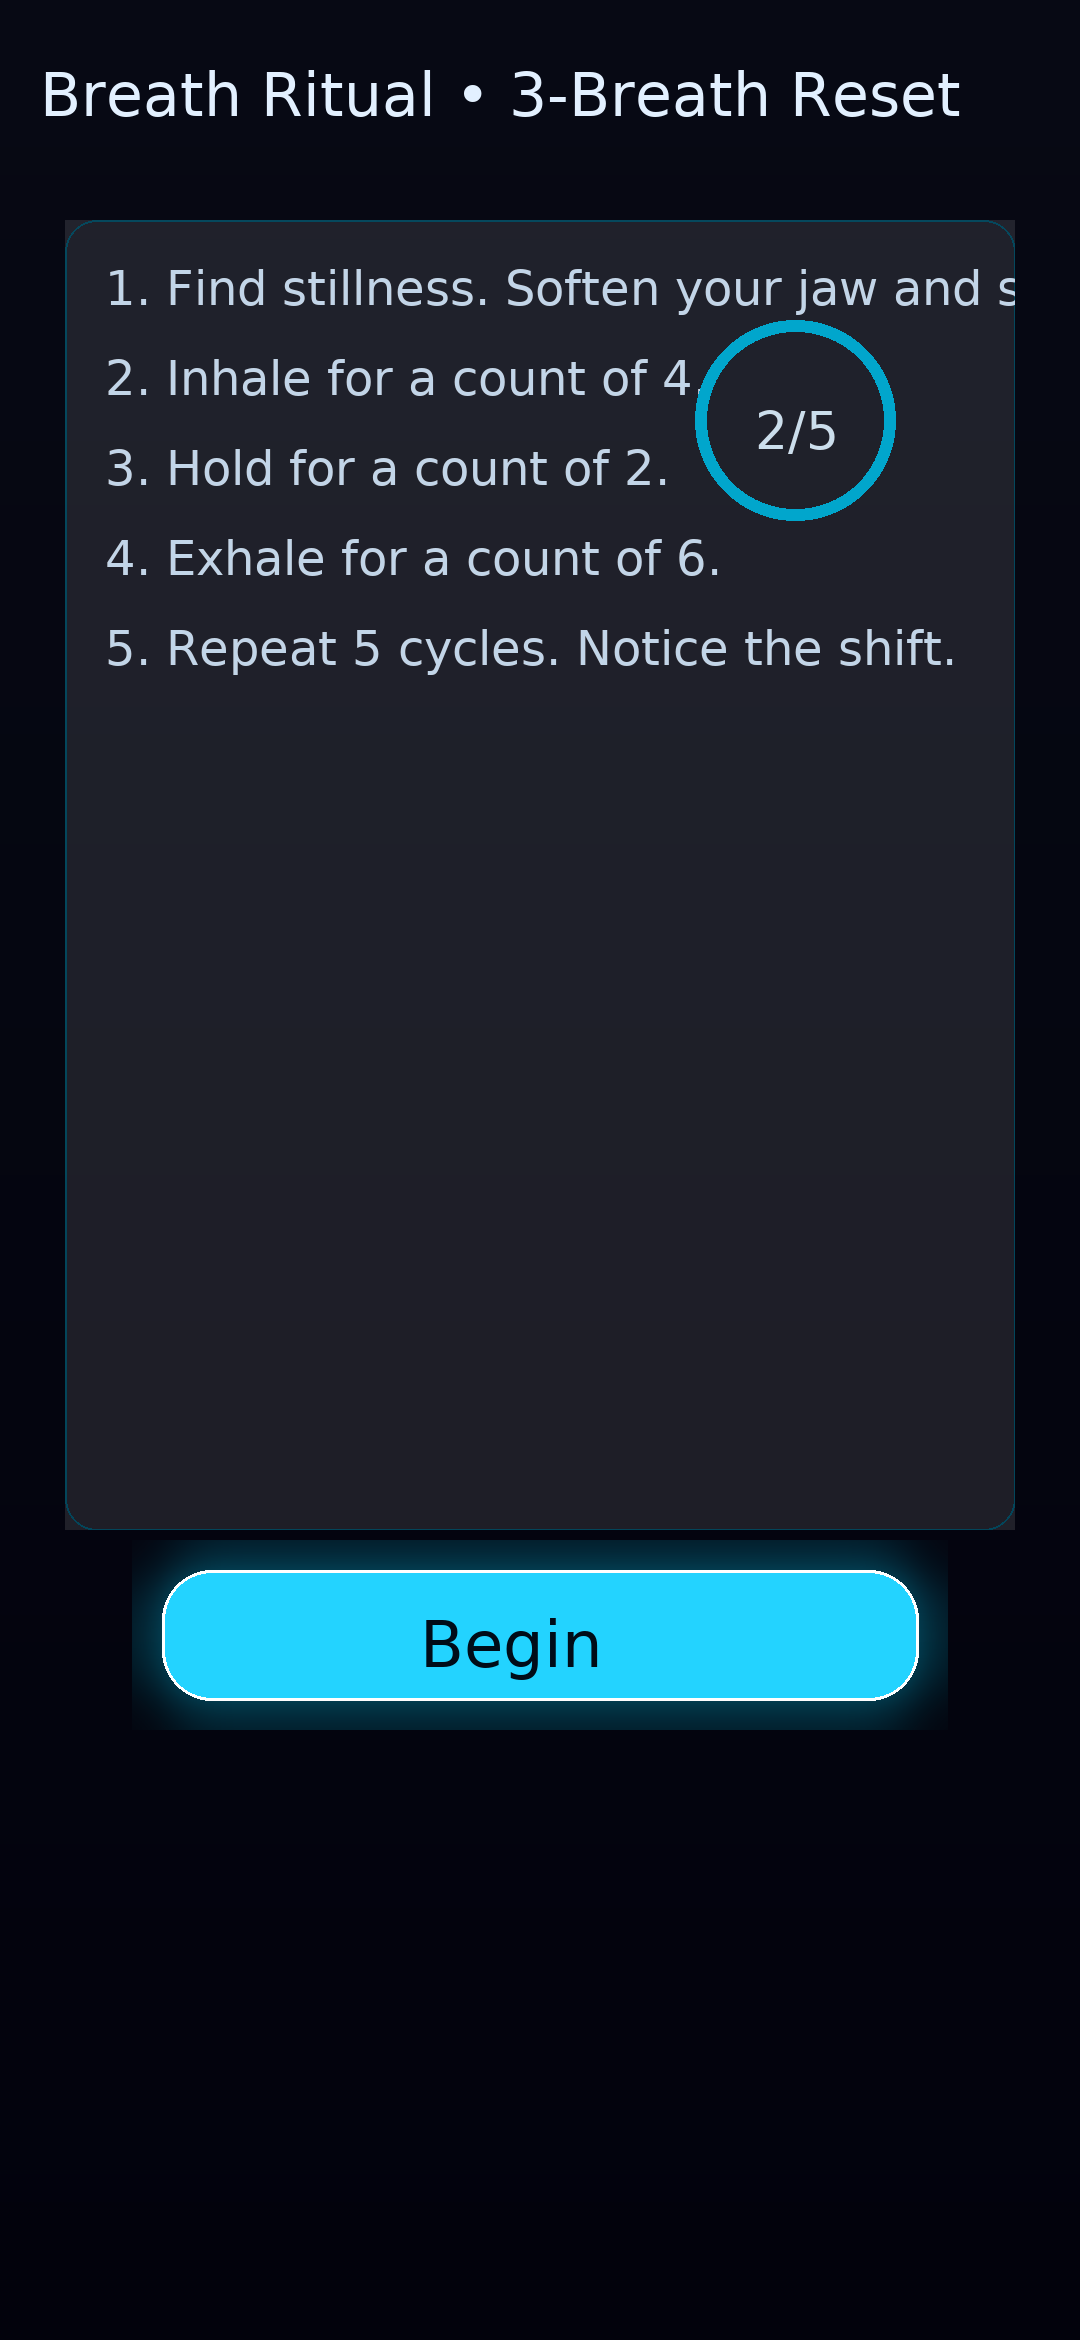 Breath Ritual • 3-Breath Reset
1. Find stillness. Soften your jaw and
2. Inhale for a count of 4.
2/5
3. Hold for a count of 2.
4. Exhale for a count of 6.
5. Repeat 5 cycles. Notice the shift.
Begin